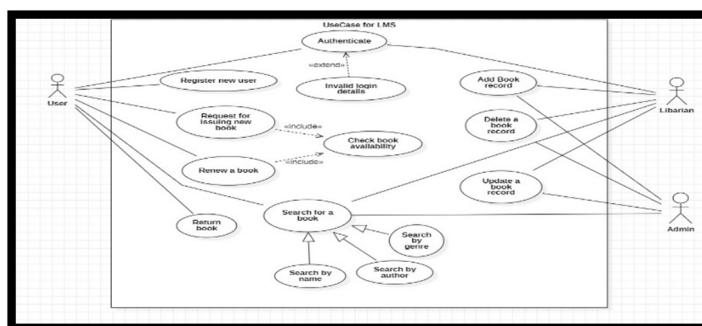 UseCase for LMS
Authenticate
«extend»
Register new user
Invalid login
details
Add Book
record
User
Libarian
Request for
issuing new
book
«include»
Delete a
book
record
Check book
availability
Renew a book
«include»
Update a
book
record
Search for a
book
Return
book
Search
by
genre
Admin
Search by
name
Search by
author